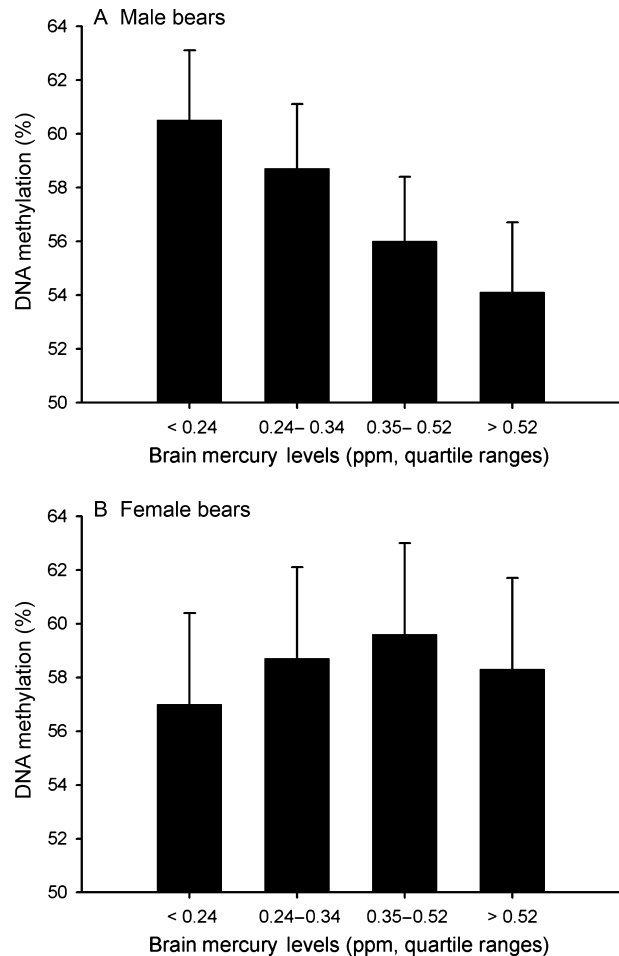 A Male bears
DNA methylation (%)
64
62
60
58
56
54
52
50
< 0.24 0.24– 0.34 0.35– 0.52 > 0.52
Brain mercury levels (ppm, quartile ranges)
B Female bears
DNA methylation (%)
64
62
60
58
56
54
52
50
< 0.24 0.24–0.34 0.35–0.52 > 0.52
Brain mercury levels (ppm, quartile ranges)